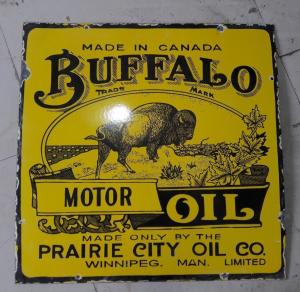 MADE IN CANADA
BUFFALO
TRADE MARK
MOTOR OIL
MADE ONLY BY THE
PRAIRIE CITY OIL CO.
WINNIPEG. MAN. LIMITED